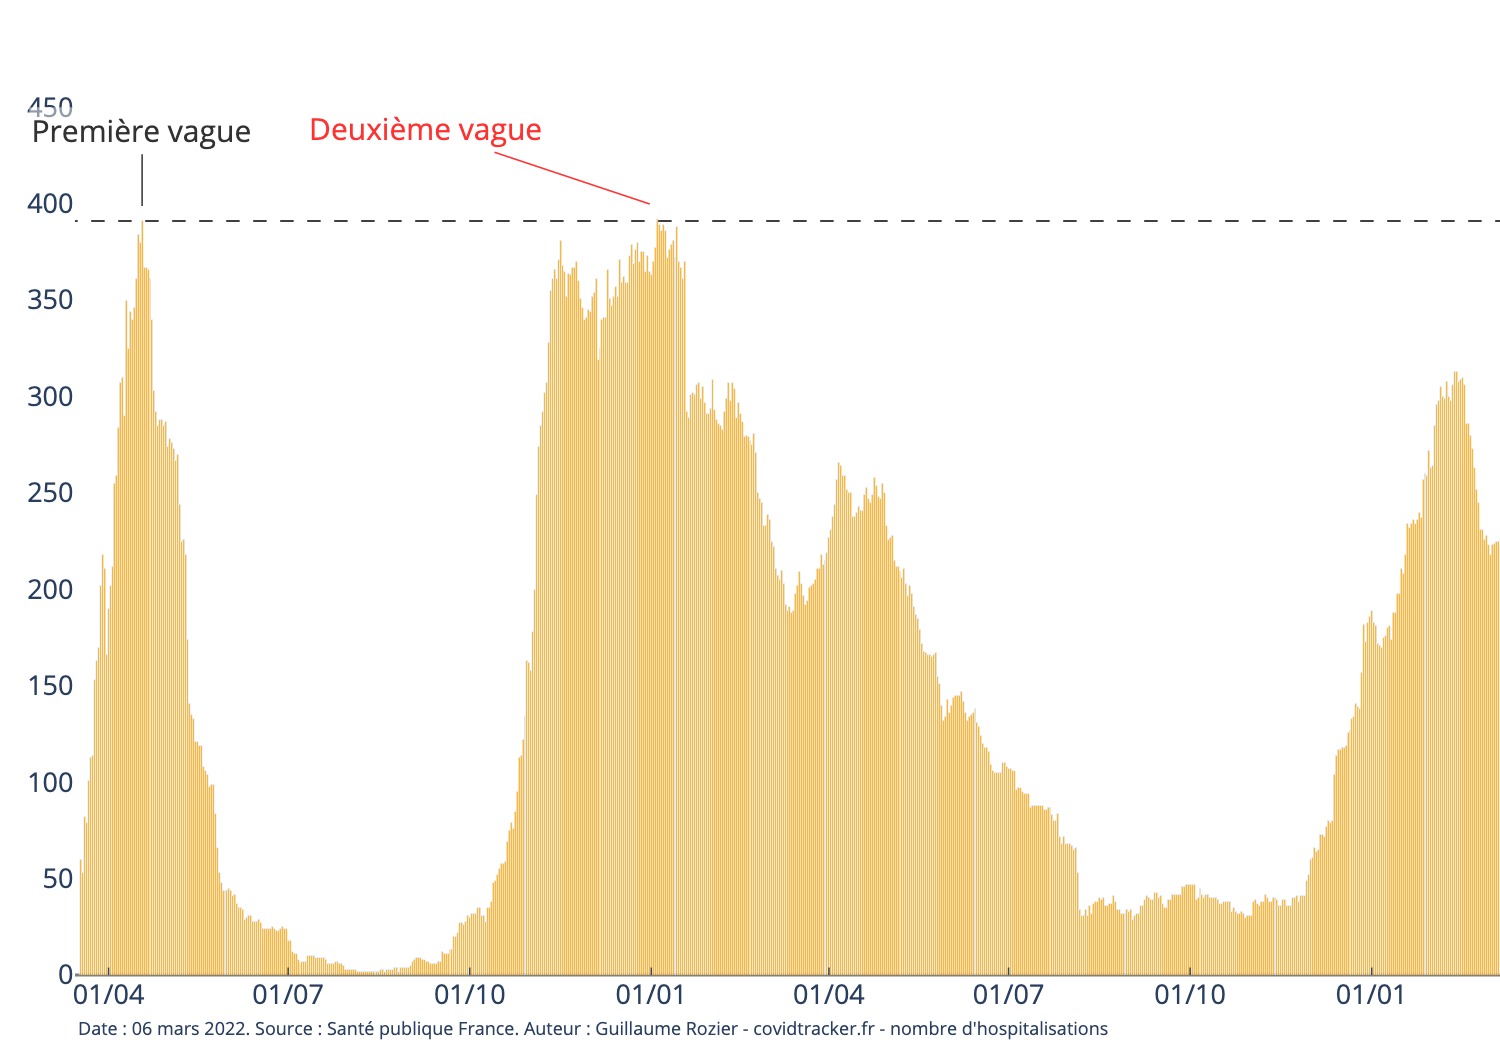 450
Première vague
Deuxième vague
400
350
300
250
200
150
100
50
0
01/04 01/07 01/10 01/01 01/04 01/07 01/10 01/01
Date : 06 mars 2022. Source : Santé publique France. Auteur : Guillaume Rozier - covidtracker.fr - nombre d'hospitalisations